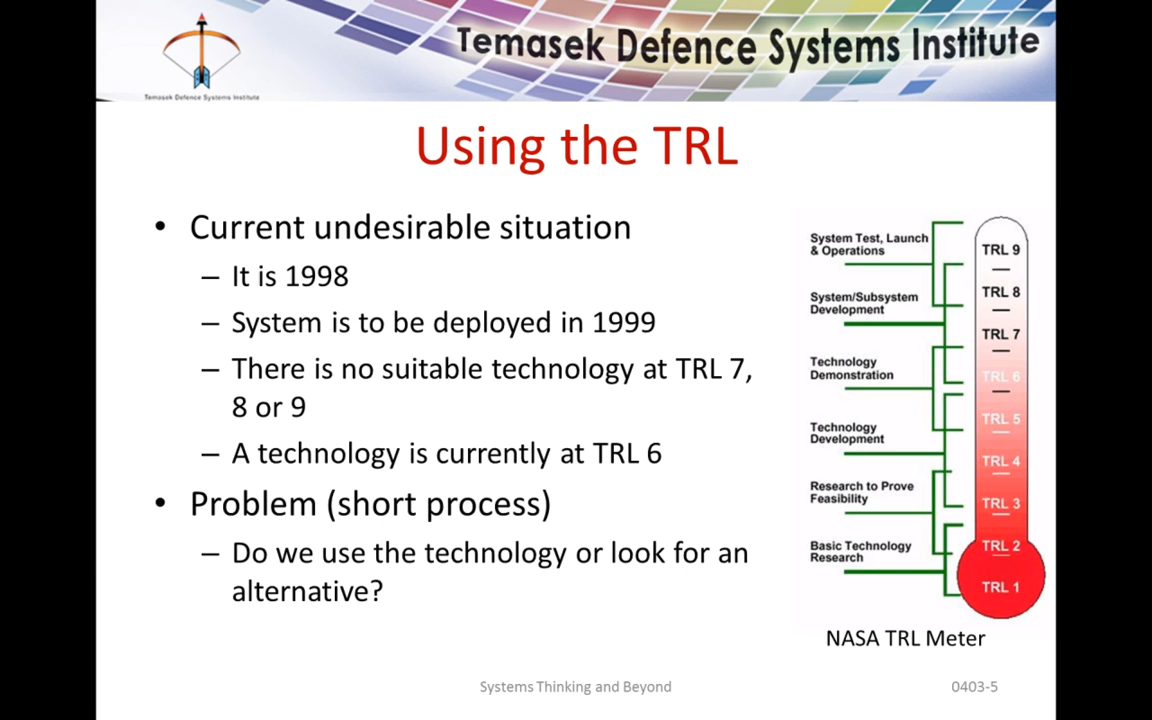 Temasek Defence Systems Institute
Temasek Defence Systems Institute
Using the TRL
• Current undesirable situation
– It is 1998
– System is to be deployed in 1999
– There is no suitable technology at TRL 7,
8 or 9
– A technology is currently at TRL 6
• Problem (short process)
– Do we use the technology or look for an
alternative?
System Test, Launch
& Operations
System/Subsystem
Development
Technology
Demonstration
Technology
Development
Research to Prove
Feasibility
Basic Technology
Research
TRL 9
TRL 8
TRL 7
TRL 6
TRL 5
TRL 4
TRL 3
TRL 2
TRL 1
NASA TRL Meter
Systems Thinking and Beyond
0403-5